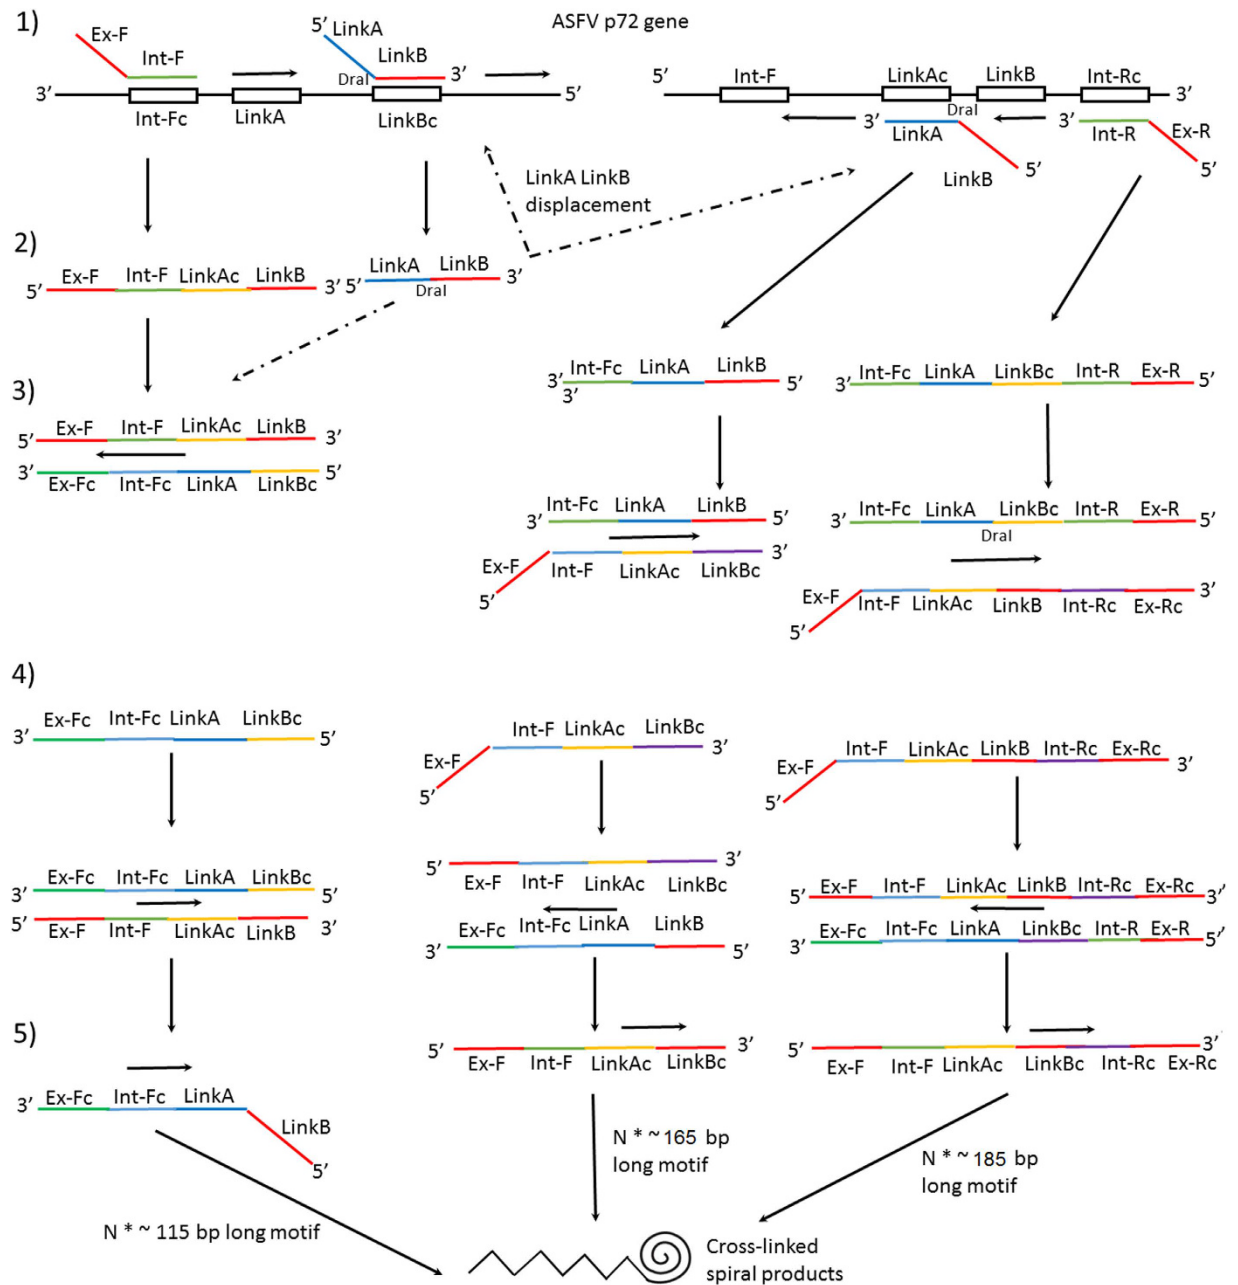 1)
ASFV p72 gene
Ex-F
Int-F
5’ LinkA
LinkB
DraI
3’
3’
5’
Int-Fc
LinkA
LinkBc
5’
Int-F
LinkAc
LinkB
Int-Rc
3’
DraI
3’
LinkA
3’
Int-R
Ex-R
LinkB
5’
5’
LinkA LinkB
displacement
2)
Ex-F Int-F LinkAc LinkB
5’ 3’
LinkA LinkB
5’ 3’
DraI
Int-Fc LinkA LinkB
3’ 5’
3’
Int-Fc LinkA LinkBc Int-R Ex-R
3’ 5’
3)
Ex-F Int-F LinkAc LinkB
5’ 3’
3’ 5’
Ex-Fc Int-Fc LinkA LinkBc
Int-Fc LinkA LinkB
5’
3’
Ex-F
3’
Int-F LinkAc LinkBc
5’
Int-Fc LinkA LinkBc Int-R Ex-R
3’ 5’
DraI
Ex-F
3’
Int-F LinkAc LinkB Int-Rc Ex-Rc
5’
4)
Ex-Fc Int-Fc LinkA LinkBc
3’ 5’
Int-F LinkAc LinkBc
3’
Ex-F
5’
Int-F LinkAc LinkB Int-Rc Ex-Rc
3’
Ex-F
5’
Ex-Fc Int-Fc LinkA LinkBc
3’ 5’
5’ 3’
Ex-F Int-F LinkAc LinkB
5’ 3’
Ex-F Int-F LinkAc LinkBc
Ex-Fc Int-Fc LinkA LinkB
3’ 5’
Ex-F Int-F LinkAc LinkB Int-Rc Ex-Rc
5’ 3’
Ex-Fc Int-Fc LinkA LinkBc Int-R Ex-R
3’ 5’
5)
Ex-Fc Int-Fc LinkA
3’
LinkB
5’
5’ 3’
Ex-F Int-F LinkAc LinkBc
5’ 3’
Ex-F Int-F LinkAc LinkBc Int-Rc Ex-Rc
N * ~ 165 bp
long motif
N * ~ 185 bp
long motif
N * ~ 115 bp long motif
Cross-linked
spiral products